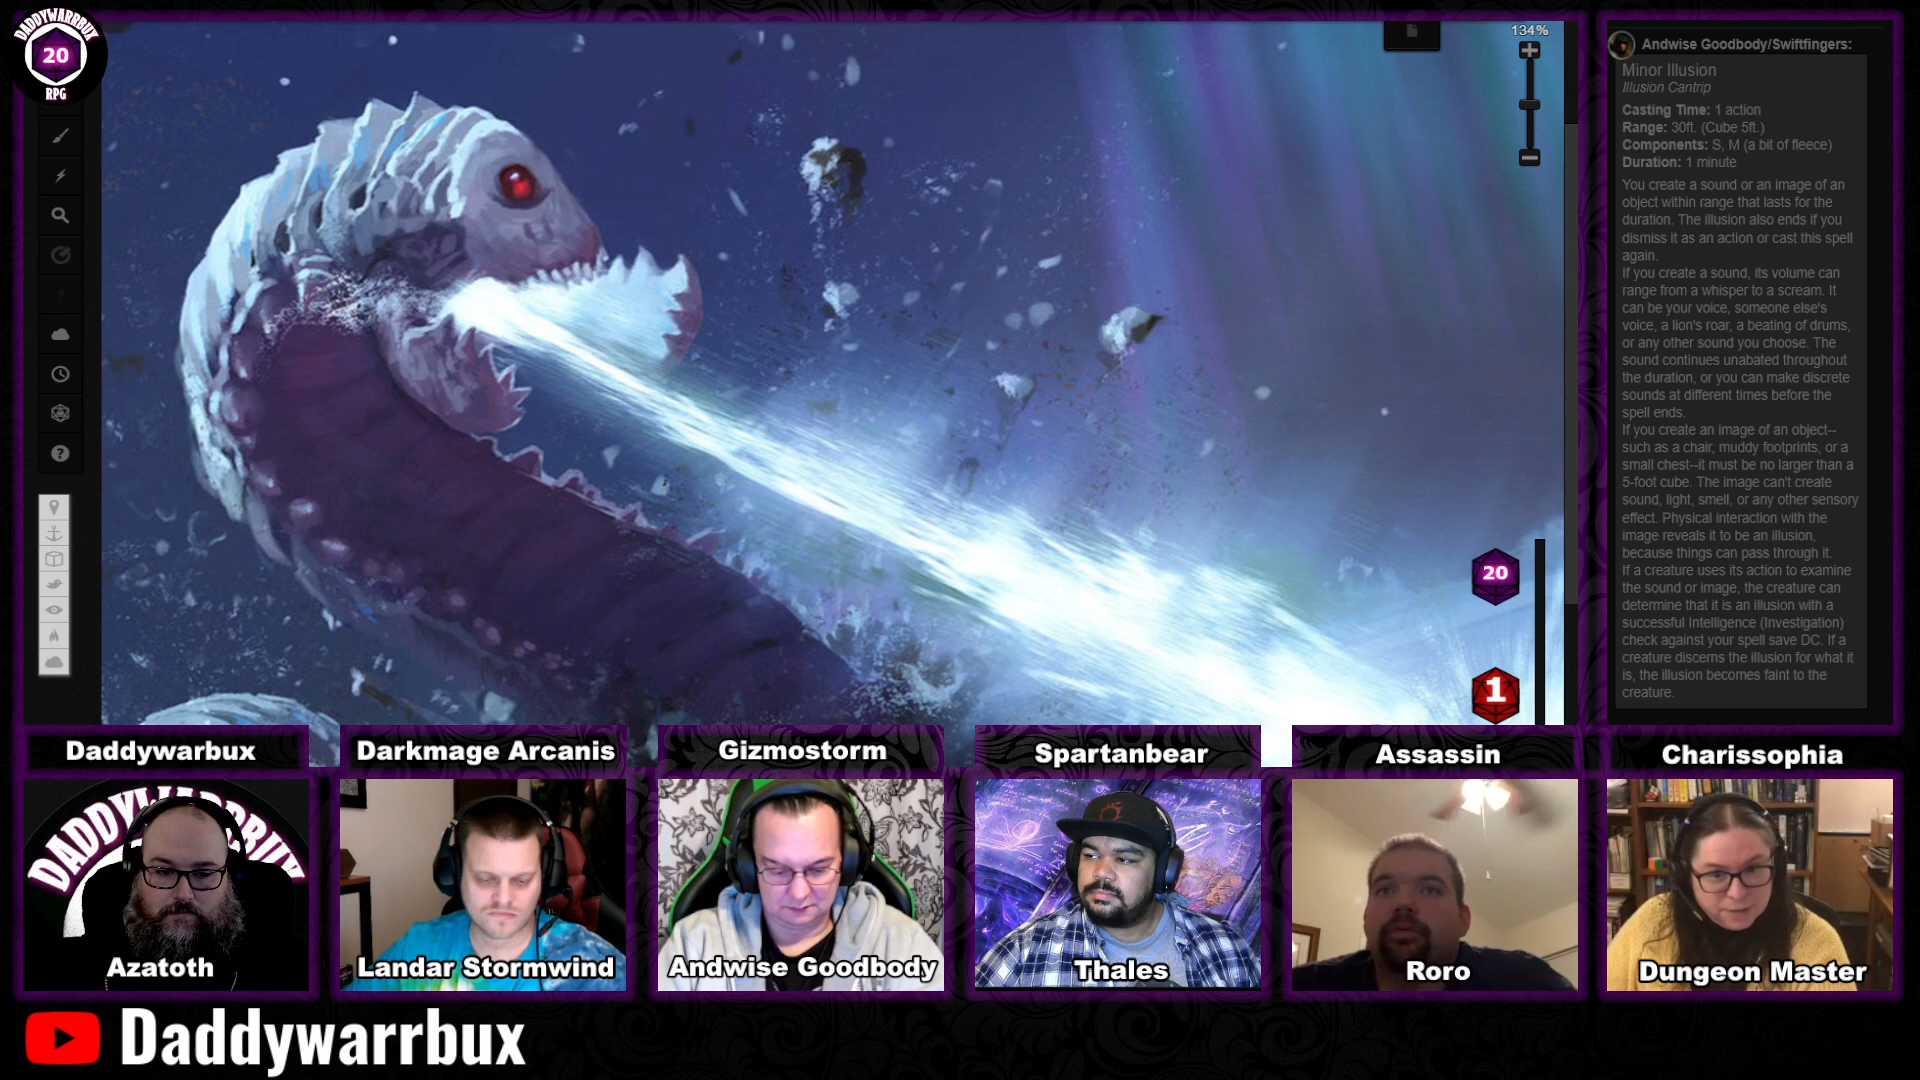 DADDYWARRBUX
20
RPG
134%
Andwise Goodbody/Swiftfingers:
Minor Illusion
Illusion Cantrip
Casting Time: 1 action
Range: 30ft. (Cube 5ft.)
Components: S, M (a bit of fleece)
Duration: 1 minute
You create a sound or an image of an
object within range that lasts for the
duration. The illusion also ends if you
dismiss it as an action or cast this spell
again.
If you create a sound, its volume can
range from a whisper to a scream. It
can be your voice, someone else's
voice, a lion's roar, a beating of drums,
or any other sound you choose. The
sound continues unabated throughout
the duration, or you can make discrete
sounds at different times before the
spell ends.
If you create an image of an object--
such as a chair, muddy footprints, or a
small chest--it must be no larger than a
5-foot cube. The image can't create
sound, light, smell, or any other sensory
effect. Physical interaction with the
image reveals it to be an illusion,
because things can pass through it.
If a creature uses its action to examine
the sound or image, the creature can
determine that it is an illusion with a
successful Intelligence (Investigation)
check against your spell save DC. If a
creature discerns the illusion for what it
is, the illusion becomes faint to the
creature.
20
1
Daddywarbux
Darkmage Arcanis
Gizmostorm
Spartanbear
Assassin
Charissophia
DADDYWARRBUX
Azatoth
Landar Stormwind
Andwise Goodbody
Thales
Roro
Dungeon Master
Daddywarrbux